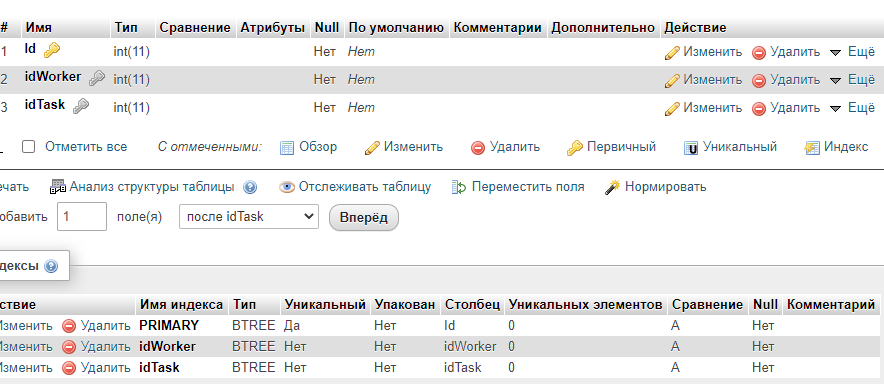 # Имя Тип Сравнение Атрибуты Null По умолчанию Комментарии Дополнительно Действие
1 Id int(11) Нет Нет Изменить Удалить Ещё
2 idWorker int(11) Нет Нет Изменить Удалить Ещё
3 idTask int(11) Нет Нет Изменить Удалить Ещё
Отметить все С отмеченными: Обзор Изменить Удалить Первичный Уникальный Индекс
ечать Анализ структуры таблицы Отслеживать таблицу Переместить поля Нормировать
обавить 1 поле(я) после idTask Вперёд
дексы
ствие Имя индекса Тип Уникальный Упакован Столбец Уникальных элементов Сравнение Null Комментарий
Изменить Удалить PRIMARY BTREE Да Нет Id 0 A Нет
Изменить Удалить idWorker BTREE Нет Нет idWorker 0 A Нет
Изменить Удалить idTask BTREE Нет Нет idTask 0 A Нет